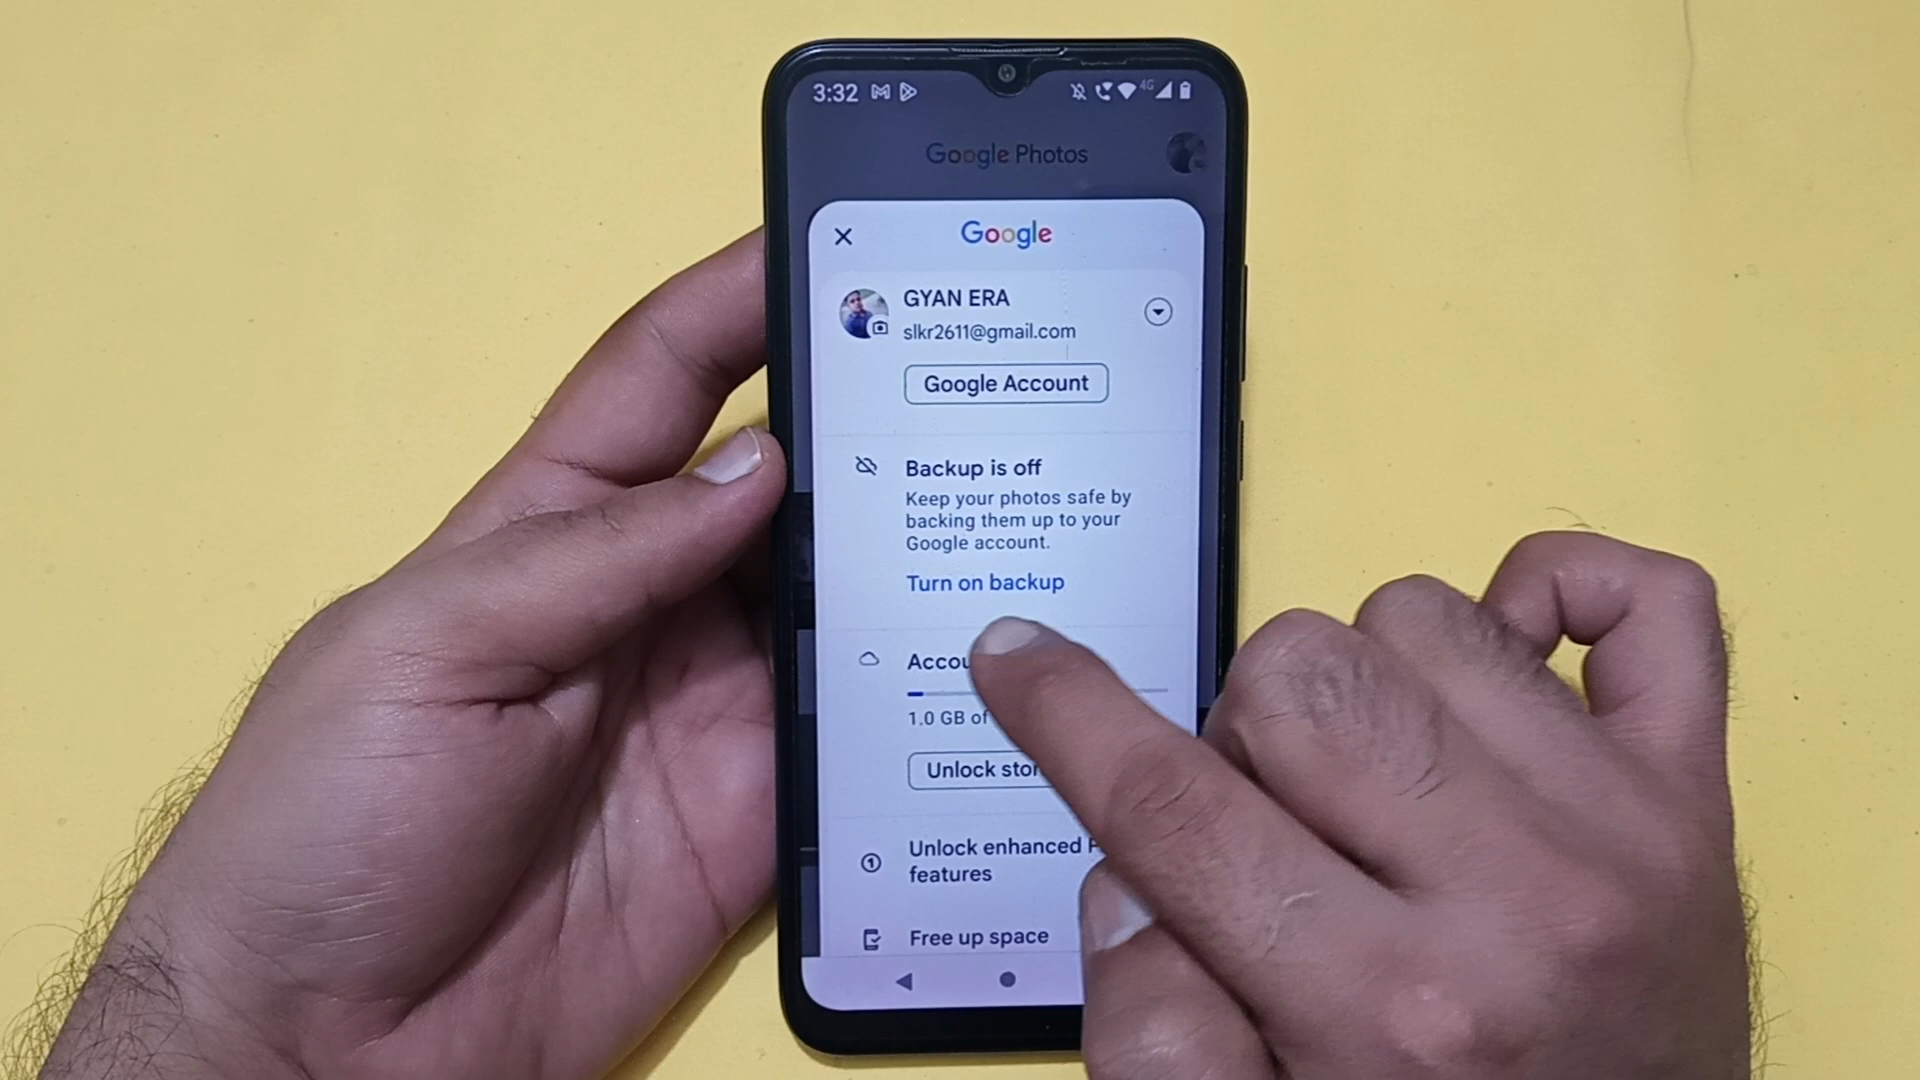 3:32
4G
Google Photos
Google
GYAN ERA
slkr2611@gmail.com
Google Account
Backup is off
Keep your photos safe by
backing them up to your
Google account.
Turn on backup
1.0 GB of
Unlock
Unlock enhanced
features
Free up space